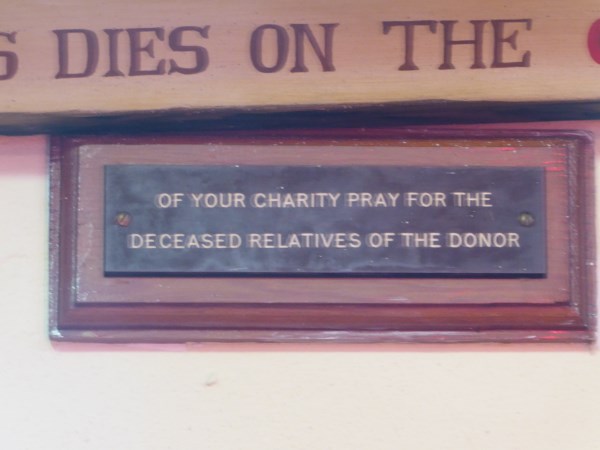 DIES ON THE
OF YOUR CHARITY PRAY FOR THE
DECEASED RELATIVES OF THE DONOR